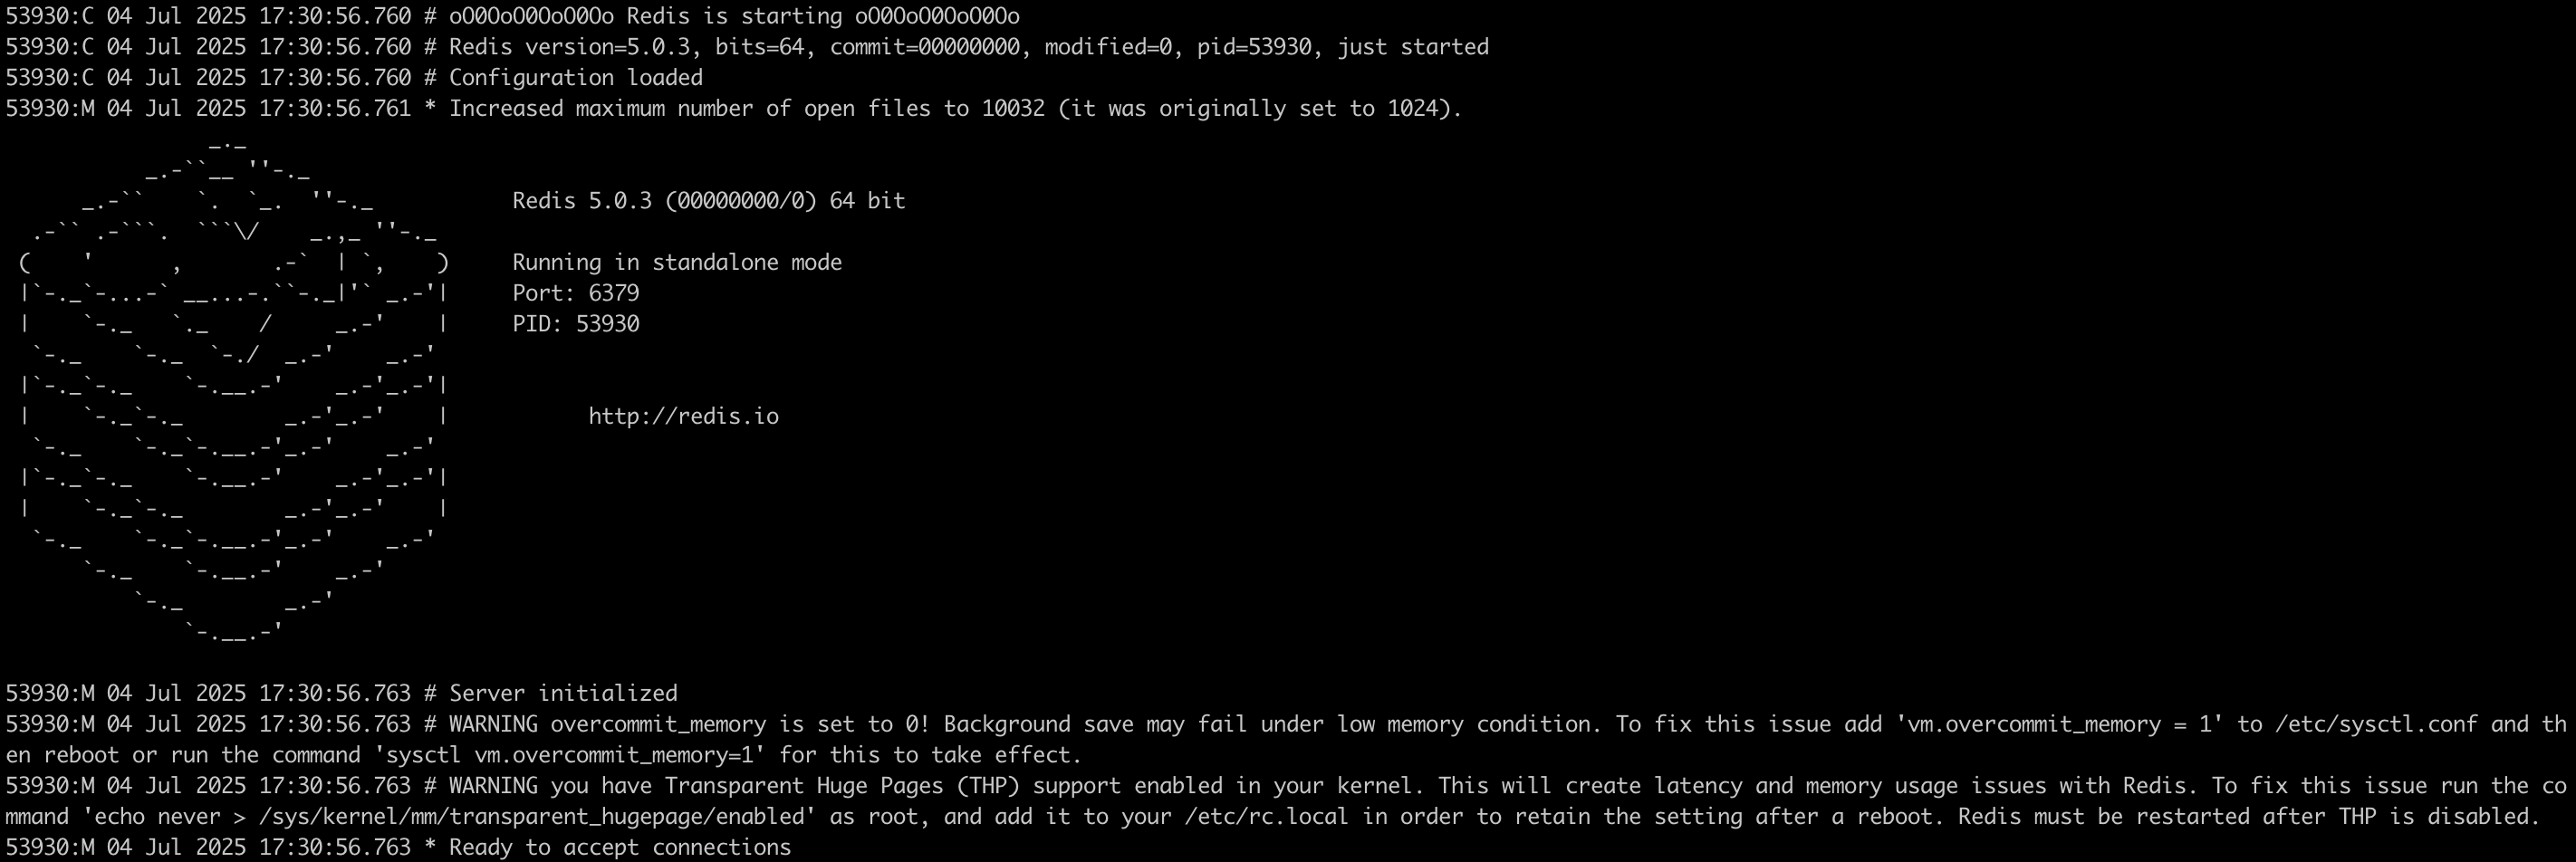 53930:C 04 Jul 2025 17:30:56.760 # oO0OoO0OoO0Oo Redis is starting oO0OoO0OoO0Oo
53930:C 04 Jul 2025 17:30:56.760 # Redis version=5.0.3, bits=64, commit=00000000, modified=0, pid=53930, just started
53930:C 04 Jul 2025 17:30:56.760 # Configuration loaded
53930:M 04 Jul 2025 17:30:56.761 * Increased maximum number of open files to 10032 (it was originally set to 1024).
Redis 5.0.3 (00000000/0) 64 bit
Running in standalone mode
Port: 6379
PID: 53930
http://redis.io
53930:M 04 Jul 2025 17:30:56.763 # Server initialized
53930:M 04 Jul 2025 17:30:56.763 # WARNING overcommit_memory is set to 0! Background save may fail under low memory condition. To fix this issue add 'vm.overcommit_memory = 1' to /etc/sysctl.conf and th
en reboot or run the command 'sysctl vm.overcommit_memory=1' for this to take effect.
53930:M 04 Jul 2025 17:30:56.763 # WARNING you have Transparent Huge Pages (THP) support enabled in your kernel. This will create latency and memory usage issues with Redis. To fix this issue run the co
mmand 'echo never > /sys/kernel/mm/transparent_hugepage/enabled' as root, and add it to your /etc/rc.local in order to retain the setting after a reboot. Redis must be restarted after THP is disabled.
53930:M 04 Jul 2025 17:30:56.763 * Ready to accept connections